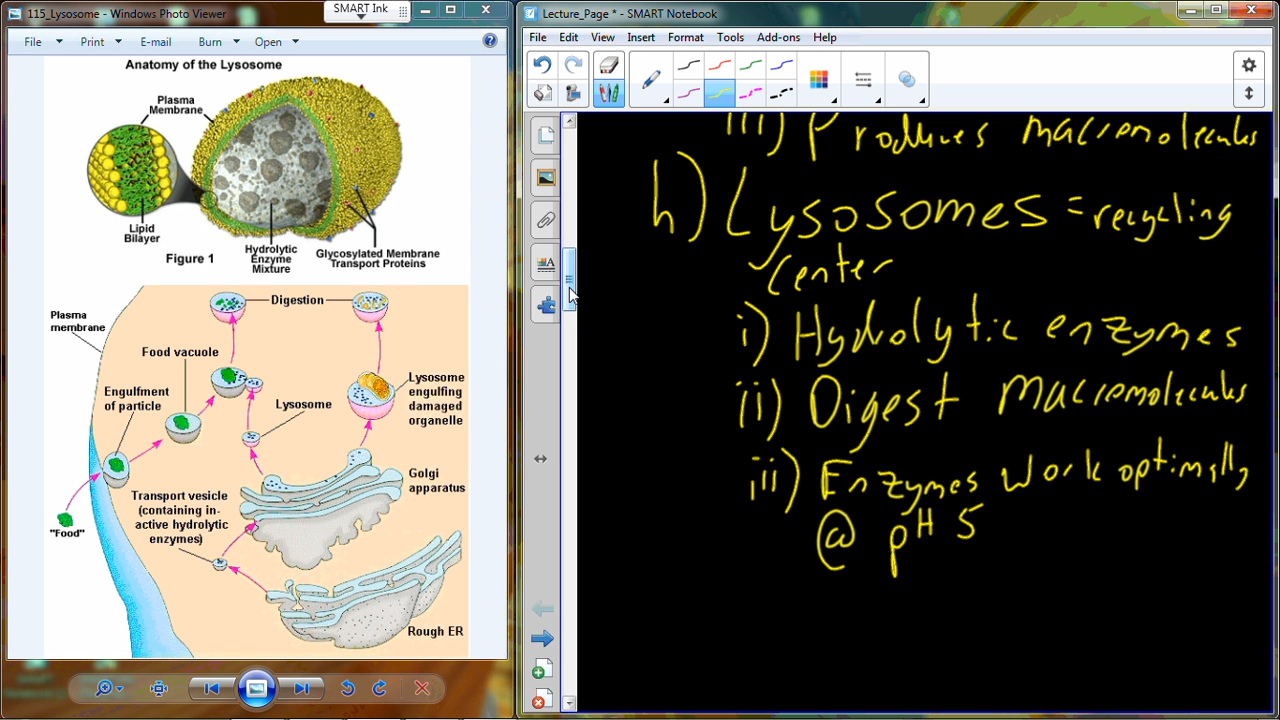 115_Lysosome - Windows Photo Viewer
SMART Ink
File Print E-mail Burn Open
Anatomy of the Lysosome
Plasma
Membrane
Lipid
Bilayer
Figure 1
Hydrolytic
Enzyme
Mixture
Glycosylated Membrane
Transport Proteins
Digestion
Plasma
membrane
Food vacuole
Engulfment
of particle
Lysosome
Lysosome
engulfing
damaged
organelle
Golgi
apparatus
Transport vesicle
(containing in-
active hydrolytic
enzymes)
"Food"
Rough ER
Lecture_Page * - SMART Notebook
File Edit View Insert Format Tools Add-ons Help
iii) Produces Macromolecules
h) Lysosomes = recycling
center
i) Hydrolytic enzymes
ii) Digest Macromolecules
iii) Enzymes work optimally
@ pH 5